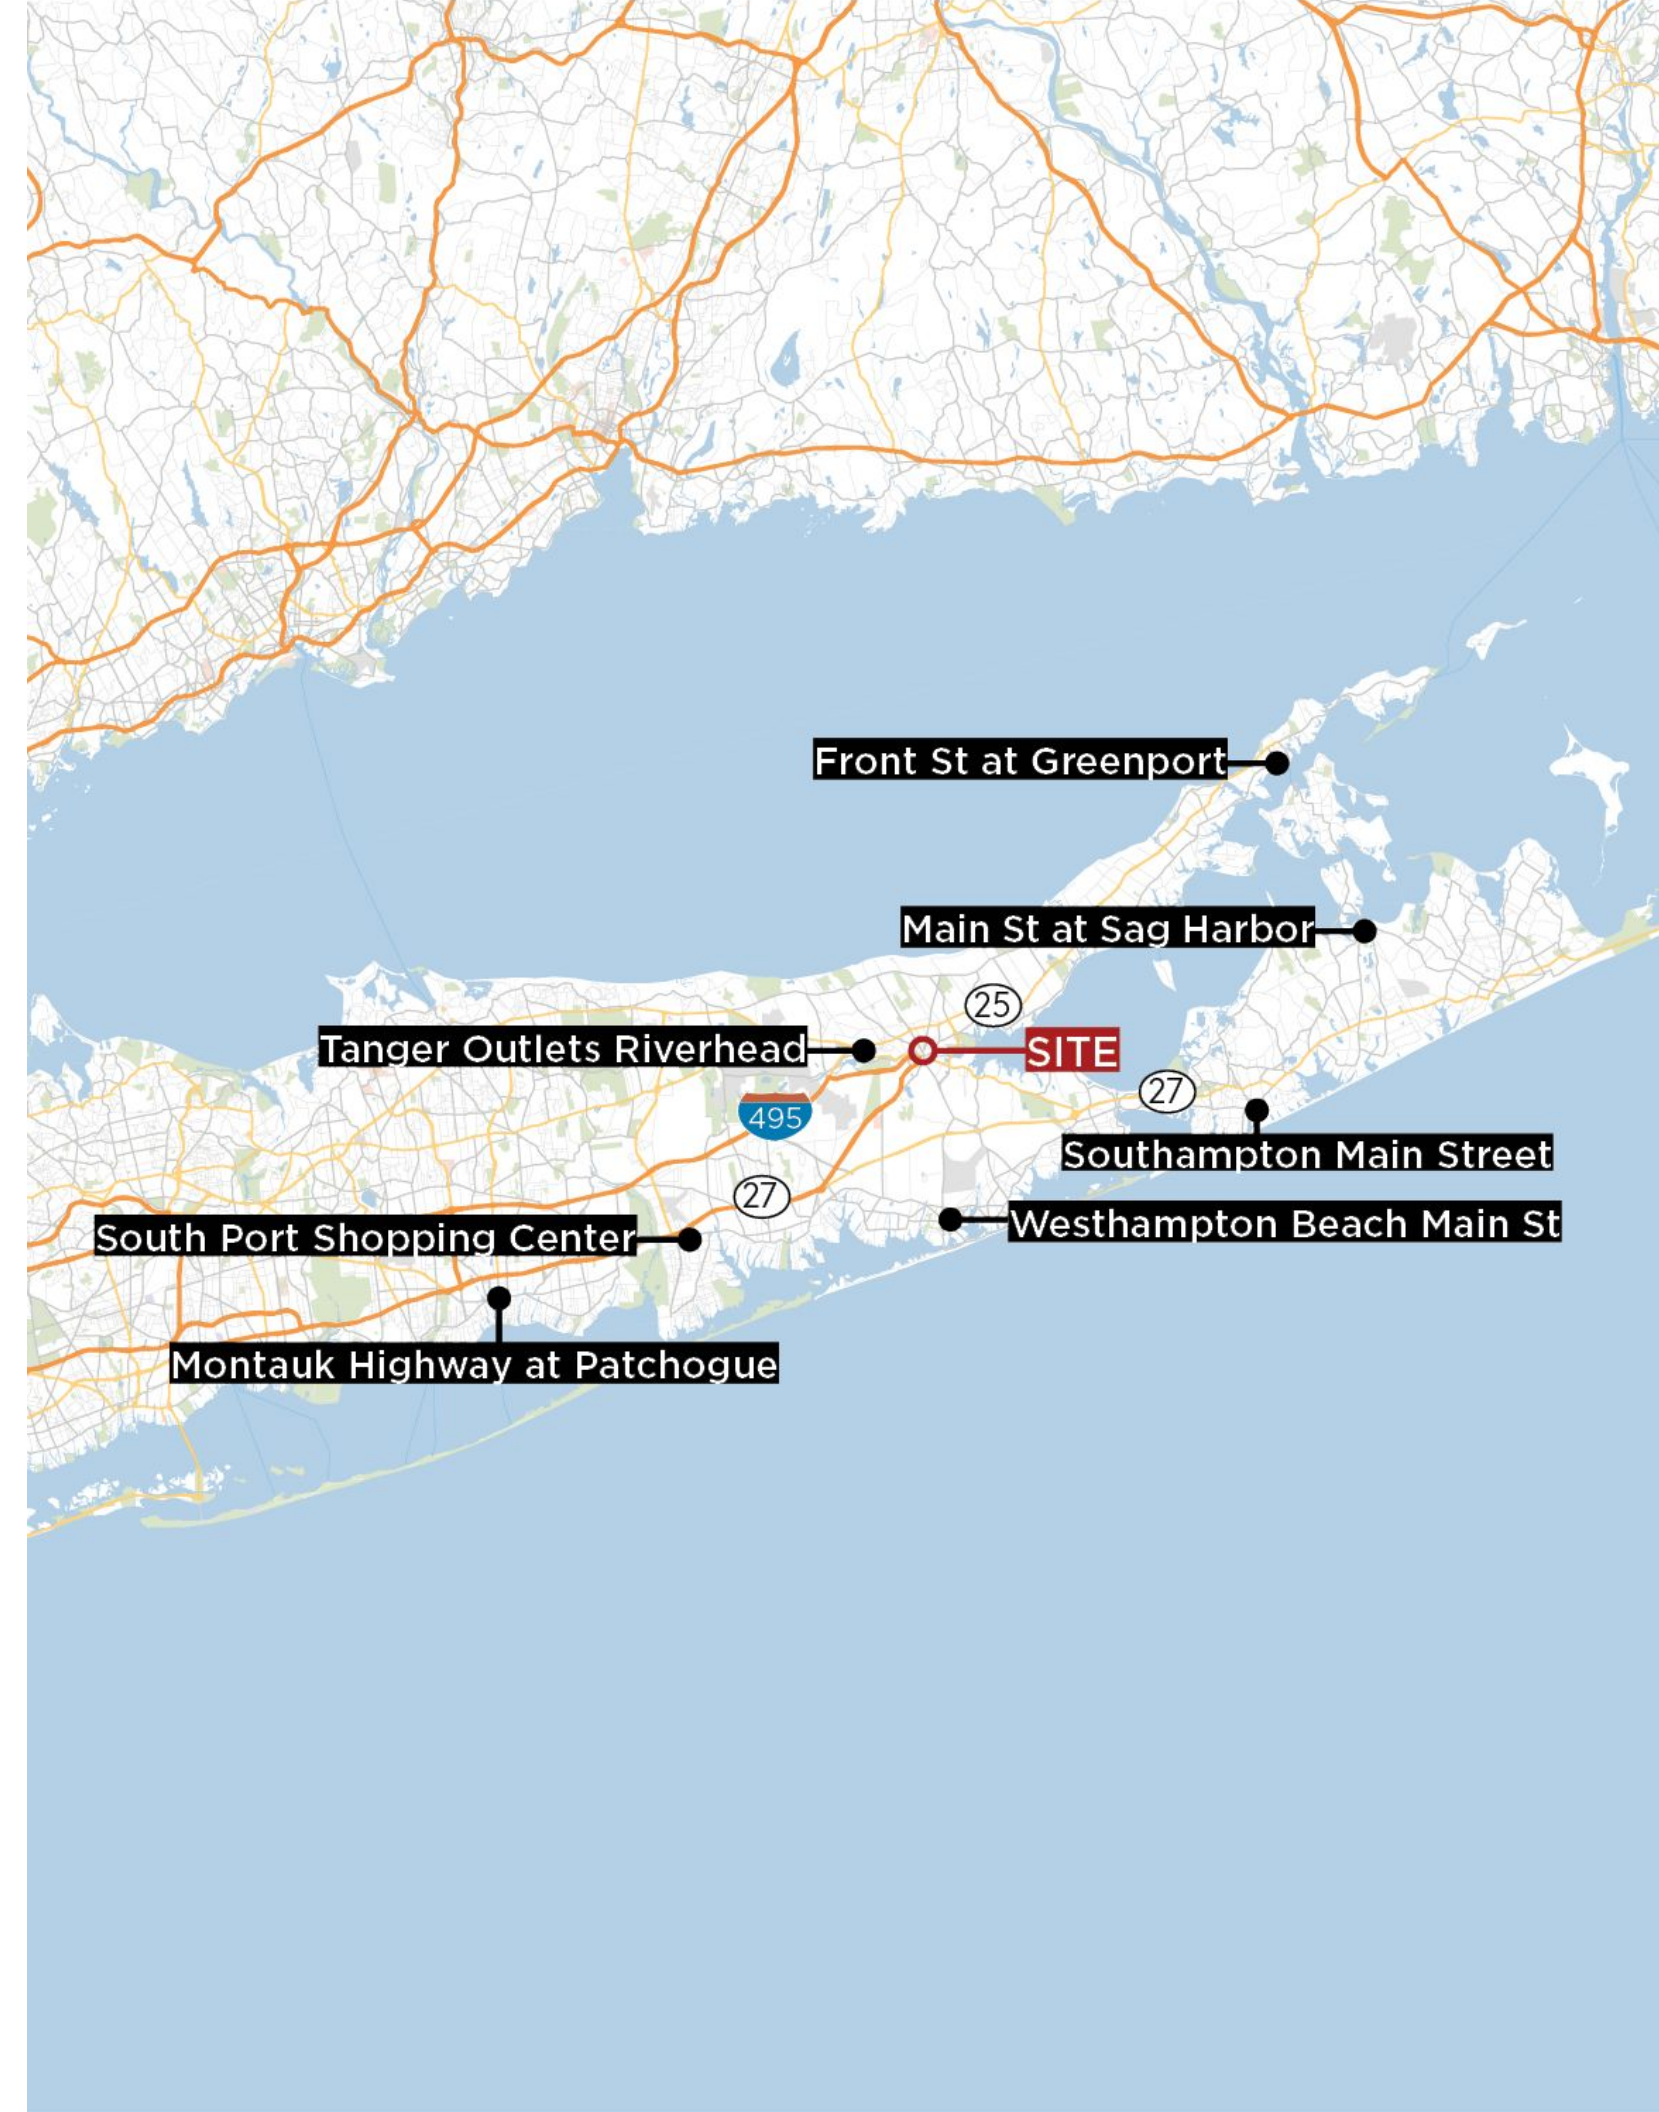 Front St at Greenport
Main St at Sag Harbor
25
Tanger Outlets Riverhead
SITE
27
495
Southampton Main Street
27
Westhampton Beach Main St
South Port Shopping Center
Montauk Highway at Patchogue